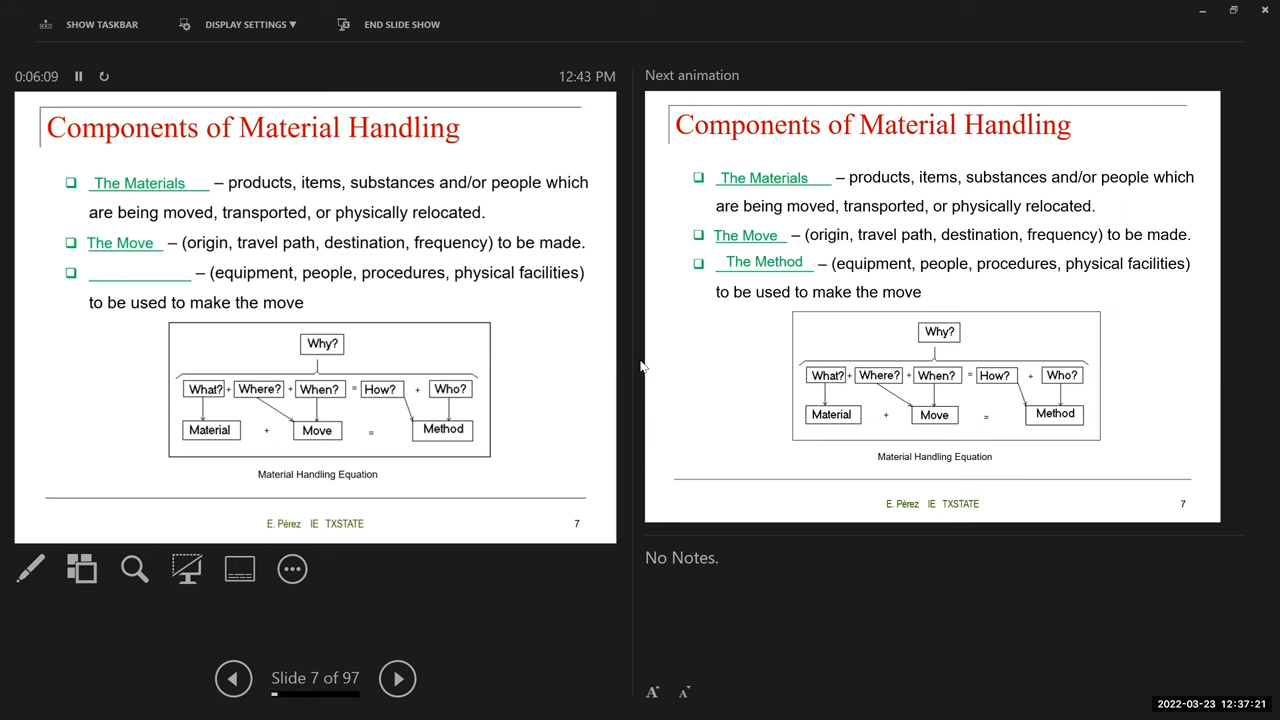 SHOW TASKBAR DISPLAY SETTINGS ▼ END SLIDE SHOW
0:06:09 12:43 PM
Components of Material Handling
The Materials – products, items, substances and/or people which
are being moved, transported, or physically relocated.
The Move – (origin, travel path, destination, frequency) to be made.
____________ – (equipment, people, procedures, physical facilities)
to be used to make the move
Why?
What? + Where? + When? = How? + Who?
Material + Move = Method
Material Handling Equation
E. Pérez IE TXSTATE 7
Slide 7 of 97
Next animation
Components of Material Handling
The Materials – products, items, substances and/or people which
are being moved, transported, or physically relocated.
The Move – (origin, travel path, destination, frequency) to be made.
The Method – (equipment, people, procedures, physical facilities)
to be used to make the move
Why?
What? + Where? + When? = How? + Who?
Material + Move = Method
Material Handling Equation
E. Pérez IE TXSTATE 7
No Notes.
A A
2022-03-23 12:37:21